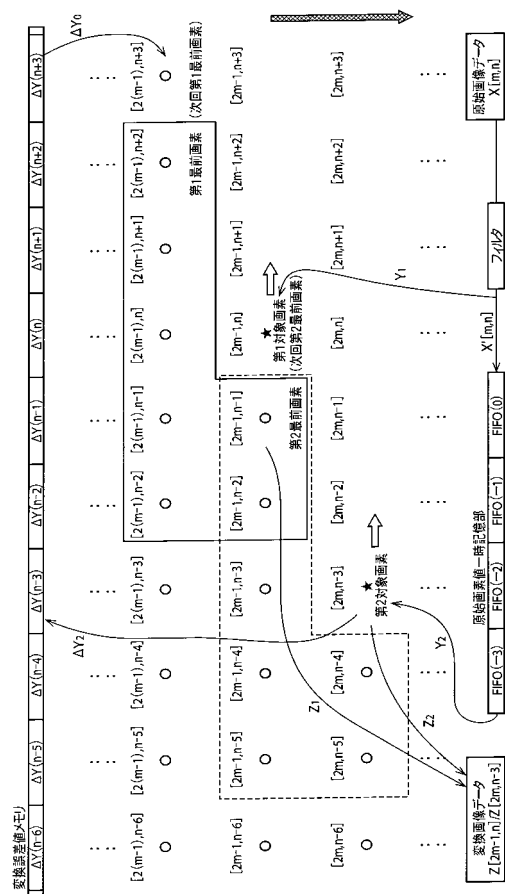 変換誤差値メモリ
ΔY(n-6) ΔY(n-5) ΔY(n-4) ΔY(n-3) ΔY(n-2) ΔY(n-1) ΔY(n) ΔY(n+1) ΔY(n+2) ΔY(n+3)
ΔY2
ΔY0
[2(m-1),n-6] [2(m-1),n-5] [2(m-1),n-4] [2(m-1),n-3] [2(m-1),n-2] [2(m-1),n-1] [2(m-1),n] [2(m-1),n+1] [2(m-1),n+2] [2(m-1),n+3]
第1最前画素
(次回第1最前画素)
[2m-1,n-6] [2m-1,n-5] [2m-1,n-4] [2m-1,n-3] [2m-1,n-2] [2m-1,n-1] [2m-1,n] [2m-1,n+1] [2m-1,n+2] [2m-1,n+3]
★
第2最前画素
第1対象画素
(次回第2最前画素)
[2m,n-6] [2m,n-5] [2m,n-4] [2m,n-3] [2m,n-2] [2m,n-1] [2m,n] [2m,n+1] [2m,n+2] [2m,n+3]
★
第2対象画素
Z1
Z2
Y2
Y1
原始画素値一時記憶部
変換画像データ
Z[2m-1,n]/Z[2m,n-3]
FIFO(-3) FIFO(-2) FIFO(-1) FIFO(0)
X'[m,n]
フィルタ
原始画像データ
X[m,n]